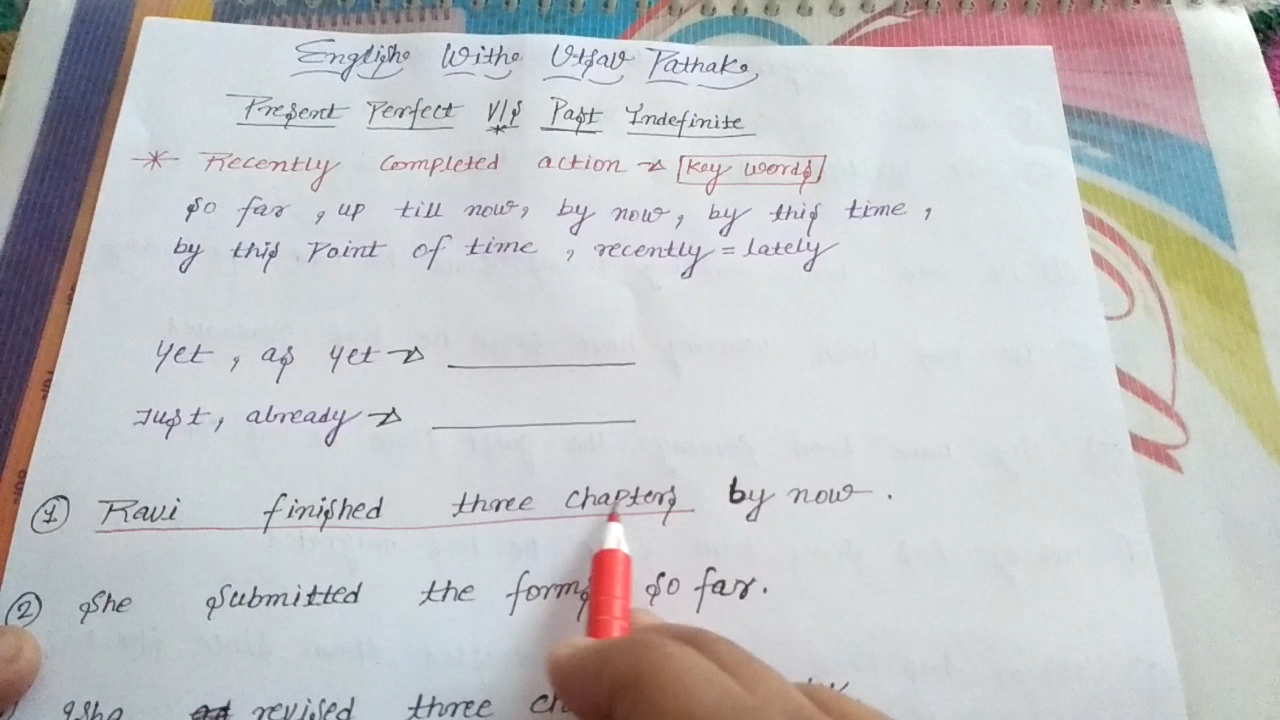 English With Utsav Pathak
Present Perfect V/s Past Indefinite
* Recently completed action → [Key words]
so far, up till now, by now, by this time,
by this point of time, recently = lately
Yet, as yet →
Just, already →
① Ravi finished three chapters by now.
② She submitted the forms so far.
revised three